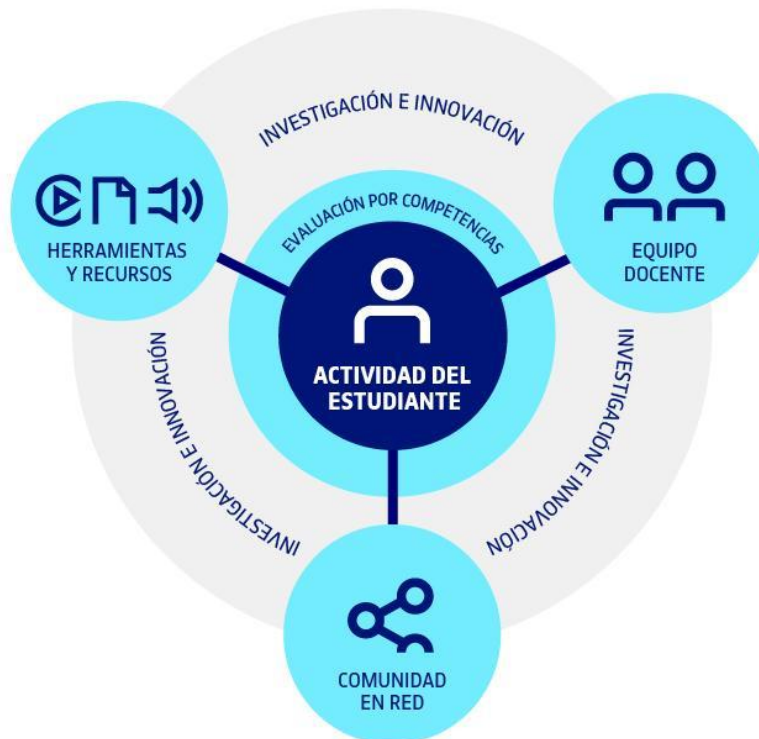 INVESTIGACIÓN E INNOVACIÓN
EVALUACIÓN POR COMPETENCIAS
HERRAMIENTAS
Y RECURSOS
EQUIPO
DOCENTE
ACTIVIDAD DEL
ESTUDIANTE
INVESTIGACIÓN E INNOVACIÓN
INVESTIGACIÓN E INNOVACIÓN
COMUNIDAD
EN RED